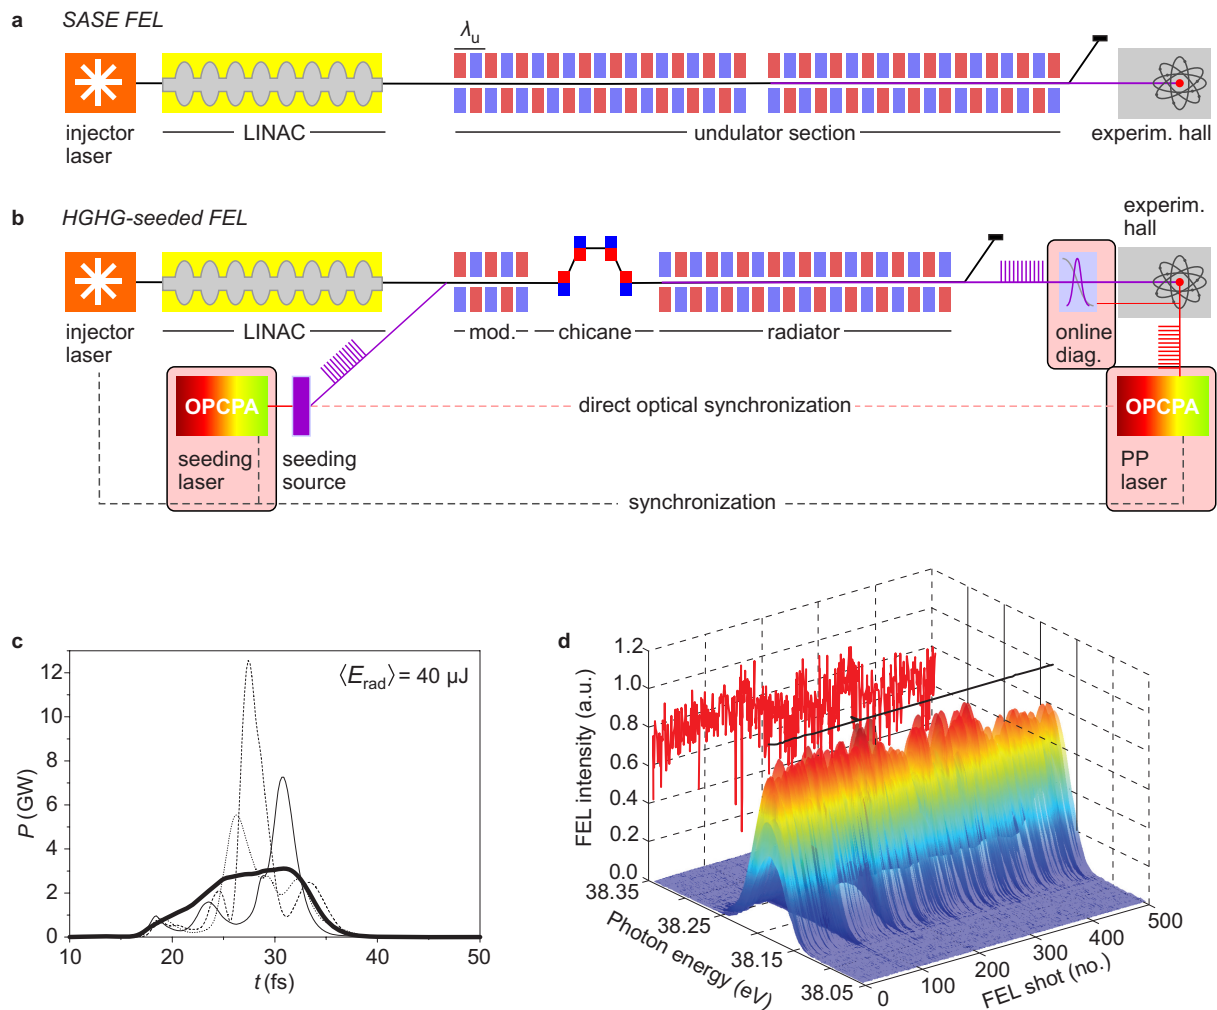 a SASE FEL
λu
injector
laser
LINAC
undulator section
experim. hall
b HGHG-seeded FEL
experim.
hall
injector
laser
LINAC
mod.
chicane
radiator
online
diag.
OPCPA
direct optical synchronization
OPCPA
seeding
laser
seeding
source
PP
laser
synchronization
c
⟨Erad⟩ = 40 µJ
12
10
8
6
4
2
0
P (GW)
10 20 30 40 50
t (fs)
d
1.2
1.0
0.8
0.6
0.4
0.2
0.0
FEL intensity (a.u.)
38.35
38.25
38.15
38.05
Photon energy (eV)
0
100
200
300
400
500
FEL shot (no.)